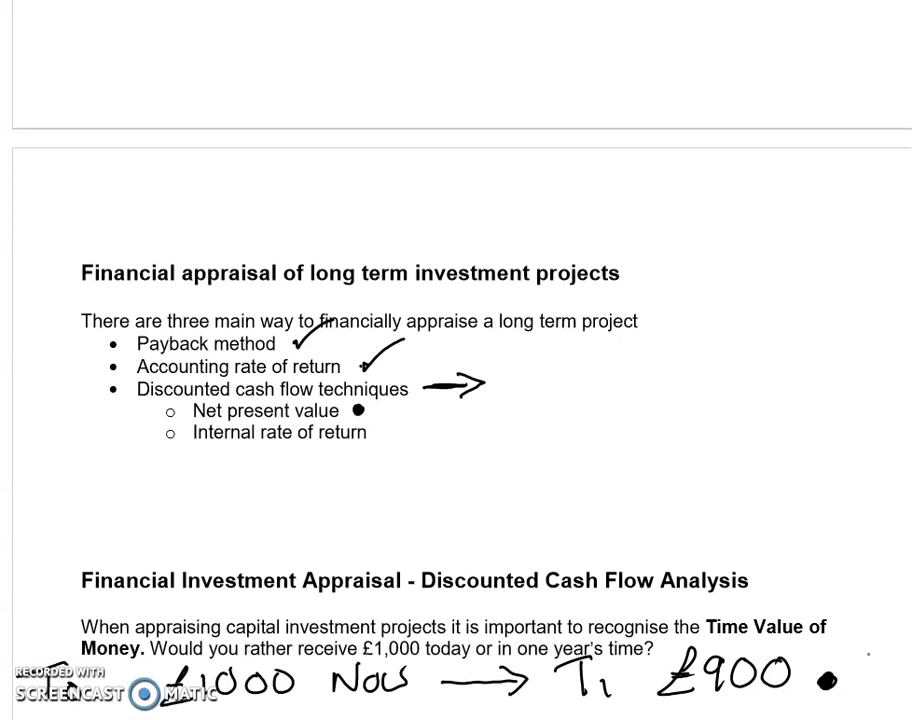 Financial appraisal of long term investment projects
There are three main way to financially appraise a long term project
• Payback method
• Accounting rate of return
• Discounted cash flow techniques
o Net present value
o Internal rate of return
Financial Investment Appraisal - Discounted Cash Flow Analysis
When appraising capital investment projects it is important to recognise the Time Value of
Money. Would you rather receive £1,000 today or in one year's time?
£1000 Now → T1 £900
RECORDED WITH
SCREENCAST MATIC